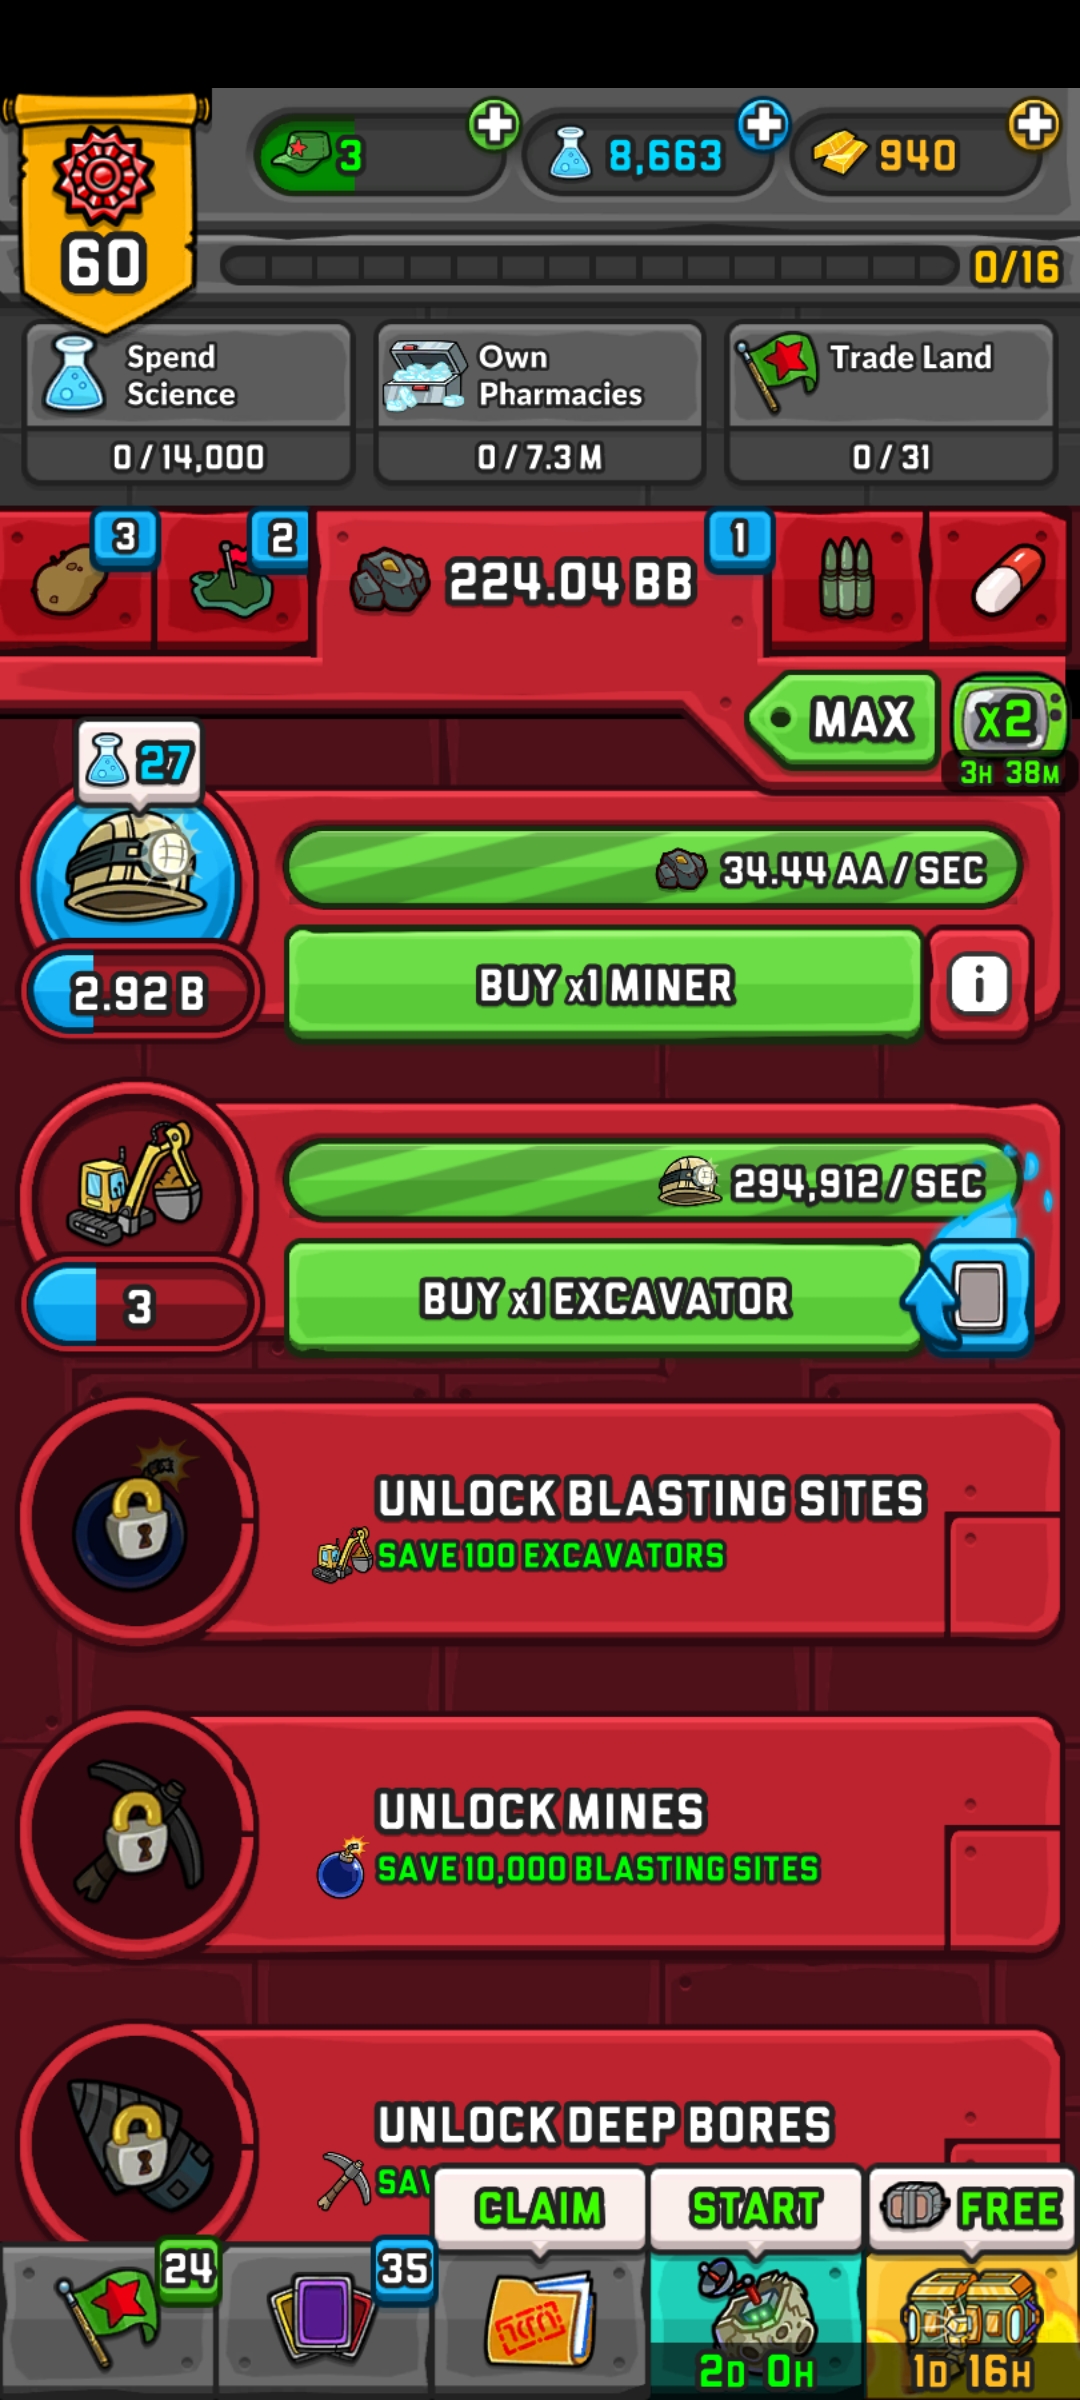 3
8,663
940
60
0/16
Spend
Science
0/14,000
Own
Pharmacies
0/7.3 M
Trade Land
0/31
3
2
224.04 BB
1
MAX
x2
3H 38M
27
34.44 AA / SEC
2.92 B
BUY x1 MINER
294,912 / SEC
3
BUY x1 EXCAVATOR
UNLOCK BLASTING SITES
SAVE 100 EXCAVATORS
UNLOCK MINES
SAVE 10,000 BLASTING SITES
UNLOCK DEEP BORES
CLAIM
START
FREE
24
35
2D 0H
1D 16H